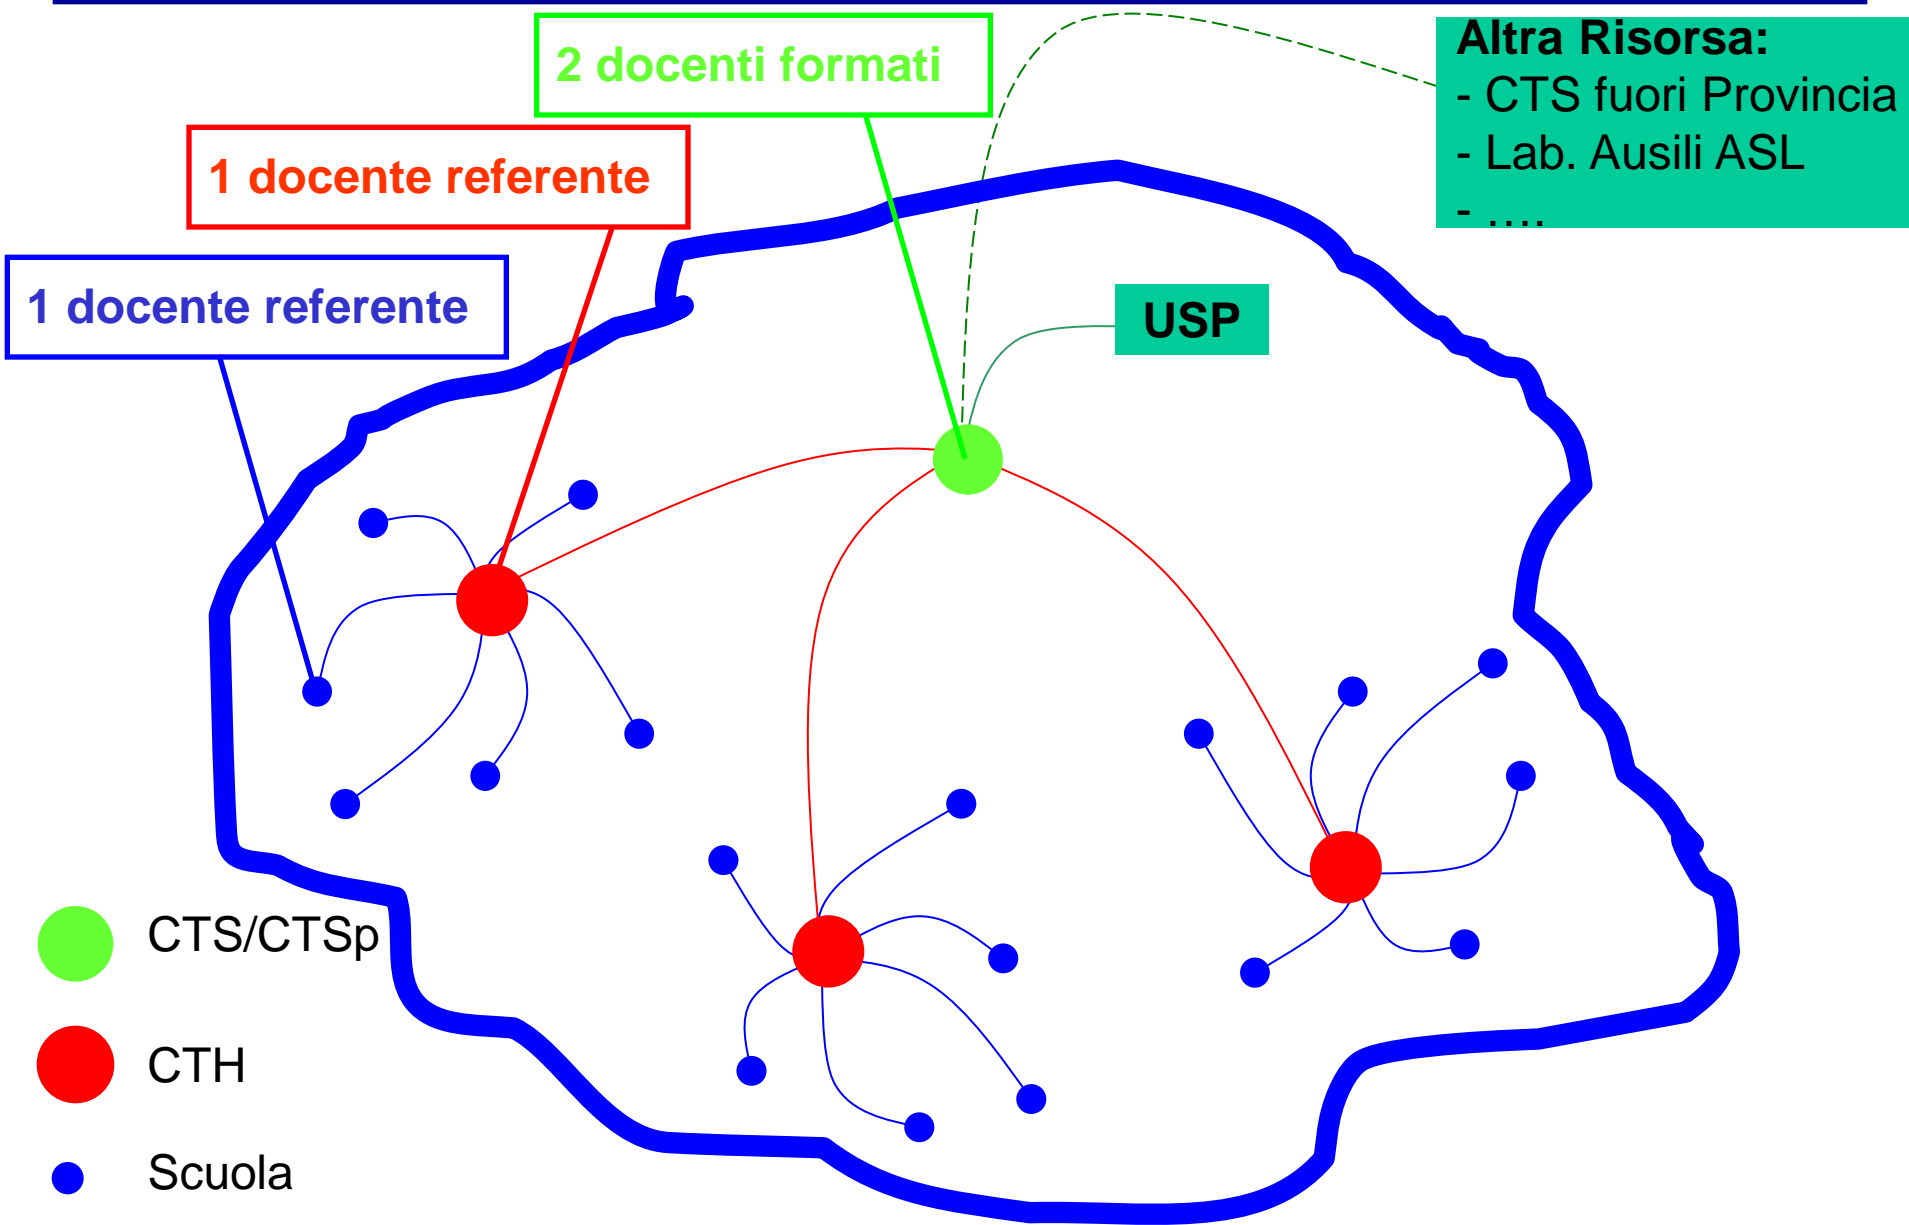 2 docenti formati
Altra Risorsa:
- CTS fuori Provincia
- Lab. Ausili ASL
- ….
1 docente referente
1 docente referente
USP
CTS/CTSp
CTH
Scuola